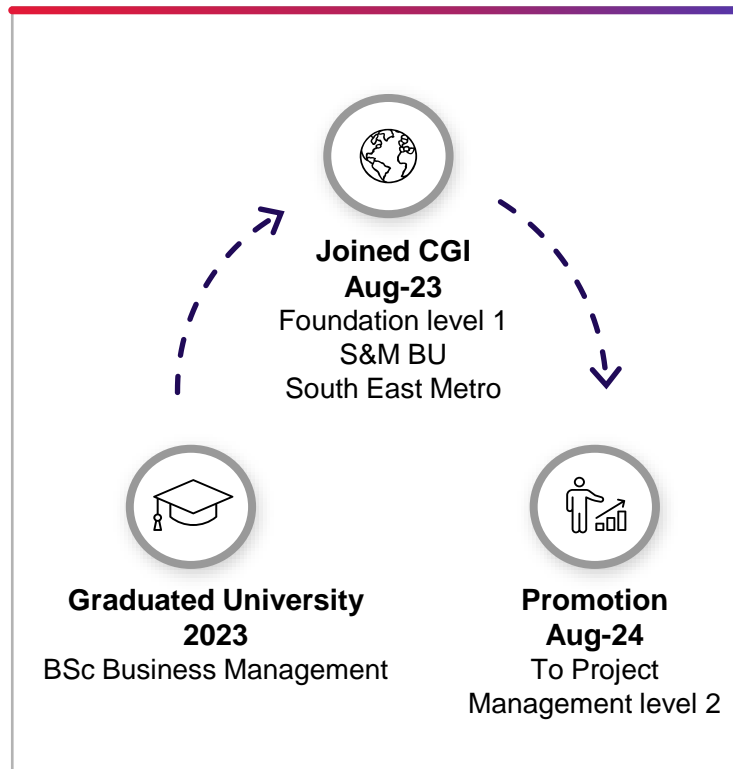 Joined CGI
Aug-23
Foundation level 1
S&M BU
South East Metro
Graduated University
2023
BSc Business Management
Promotion
Aug-24
To Project
Management level 2